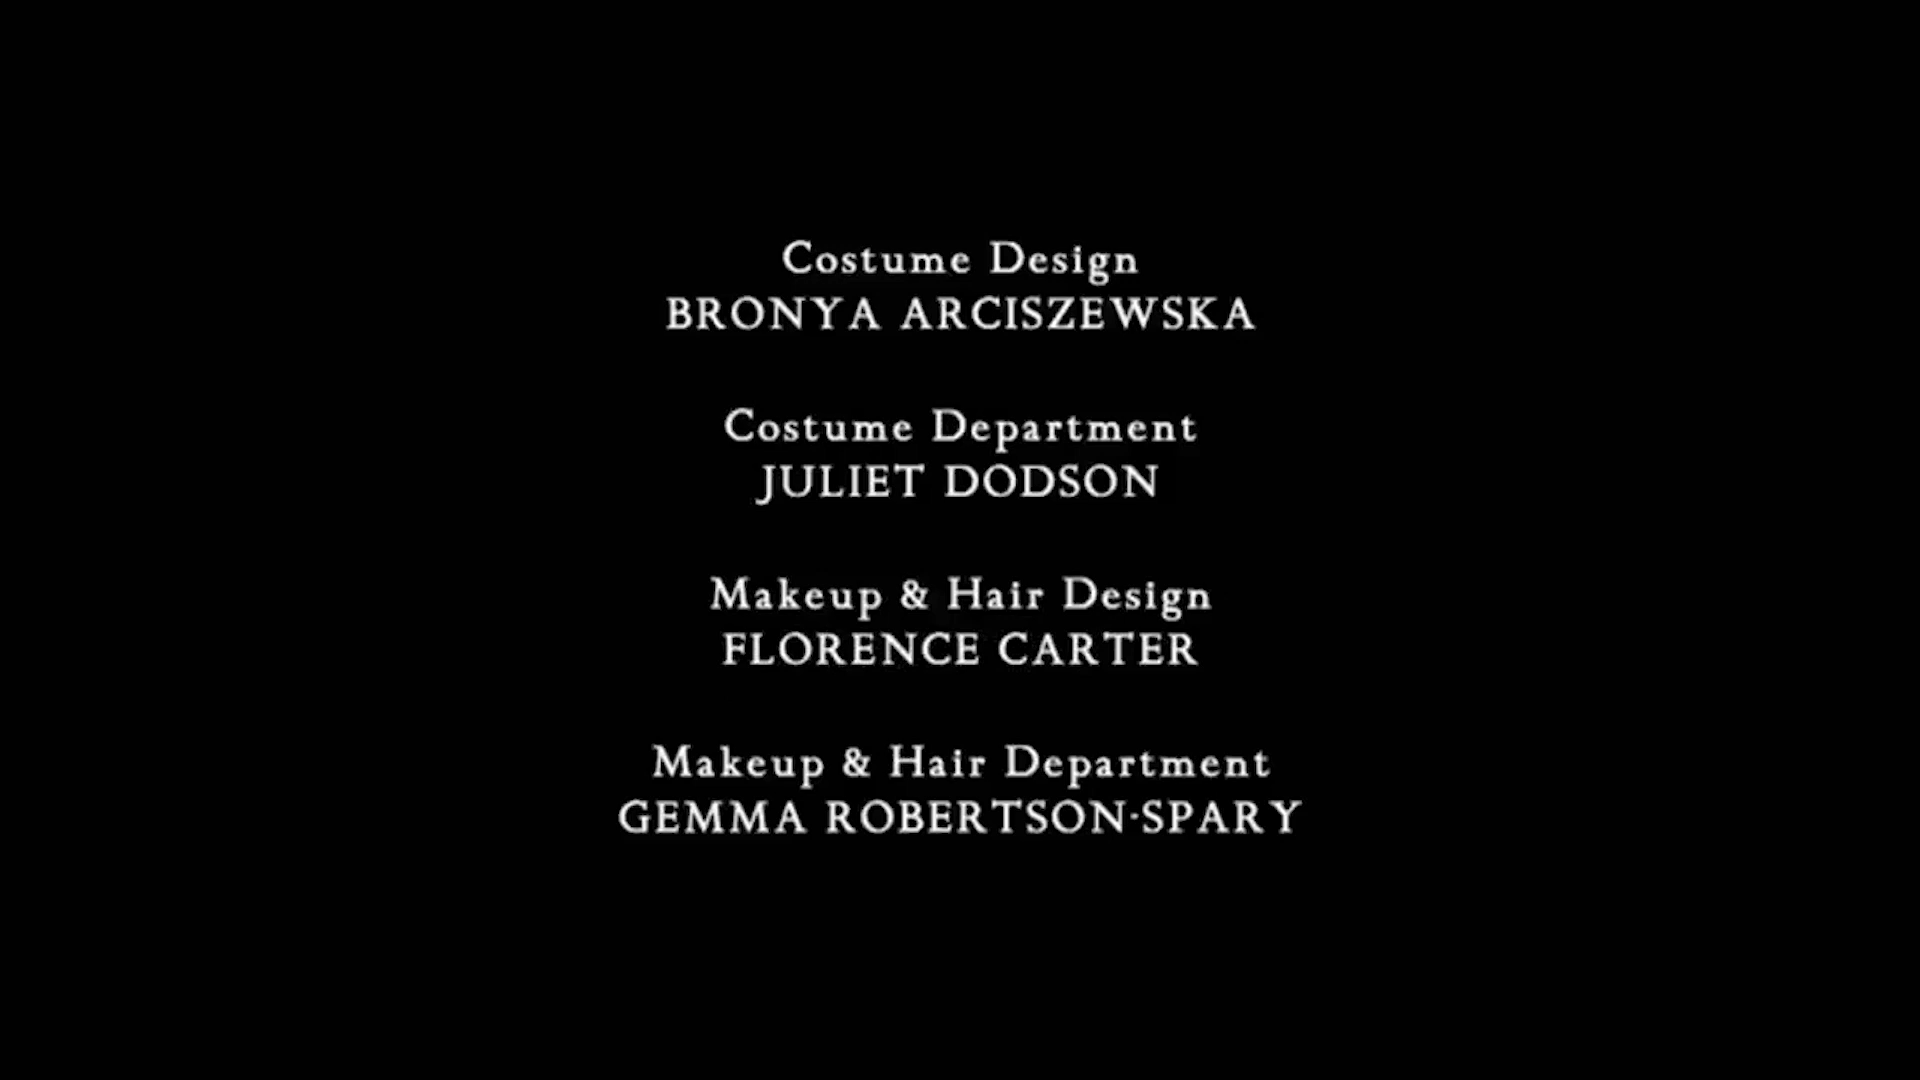 Costume Design
BRONYA ARCISZEWSKA
Costume Department
JULIET DODSON
Makeup & Hair Design
FLORENCE CARTER
Makeup & Hair Department
GEMMA ROBERTSON-SPARY